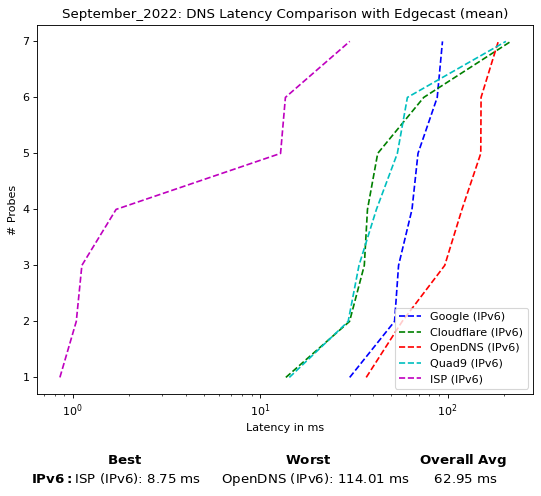 September_2022: DNS Latency Comparison with Edgecast (mean)
# Probes
7
6
5
4
3
2
1
10⁰ 10¹ 10²
Latency in ms
Google (IPv6)
Cloudflare (IPv6)
OpenDNS (IPv6)
Quad9 (IPv6)
ISP (IPv6)
Best Worst Overall Avg
IPv6: ISP (IPv6): 8.75 ms OpenDNS (IPv6): 114.01 ms 62.95 ms